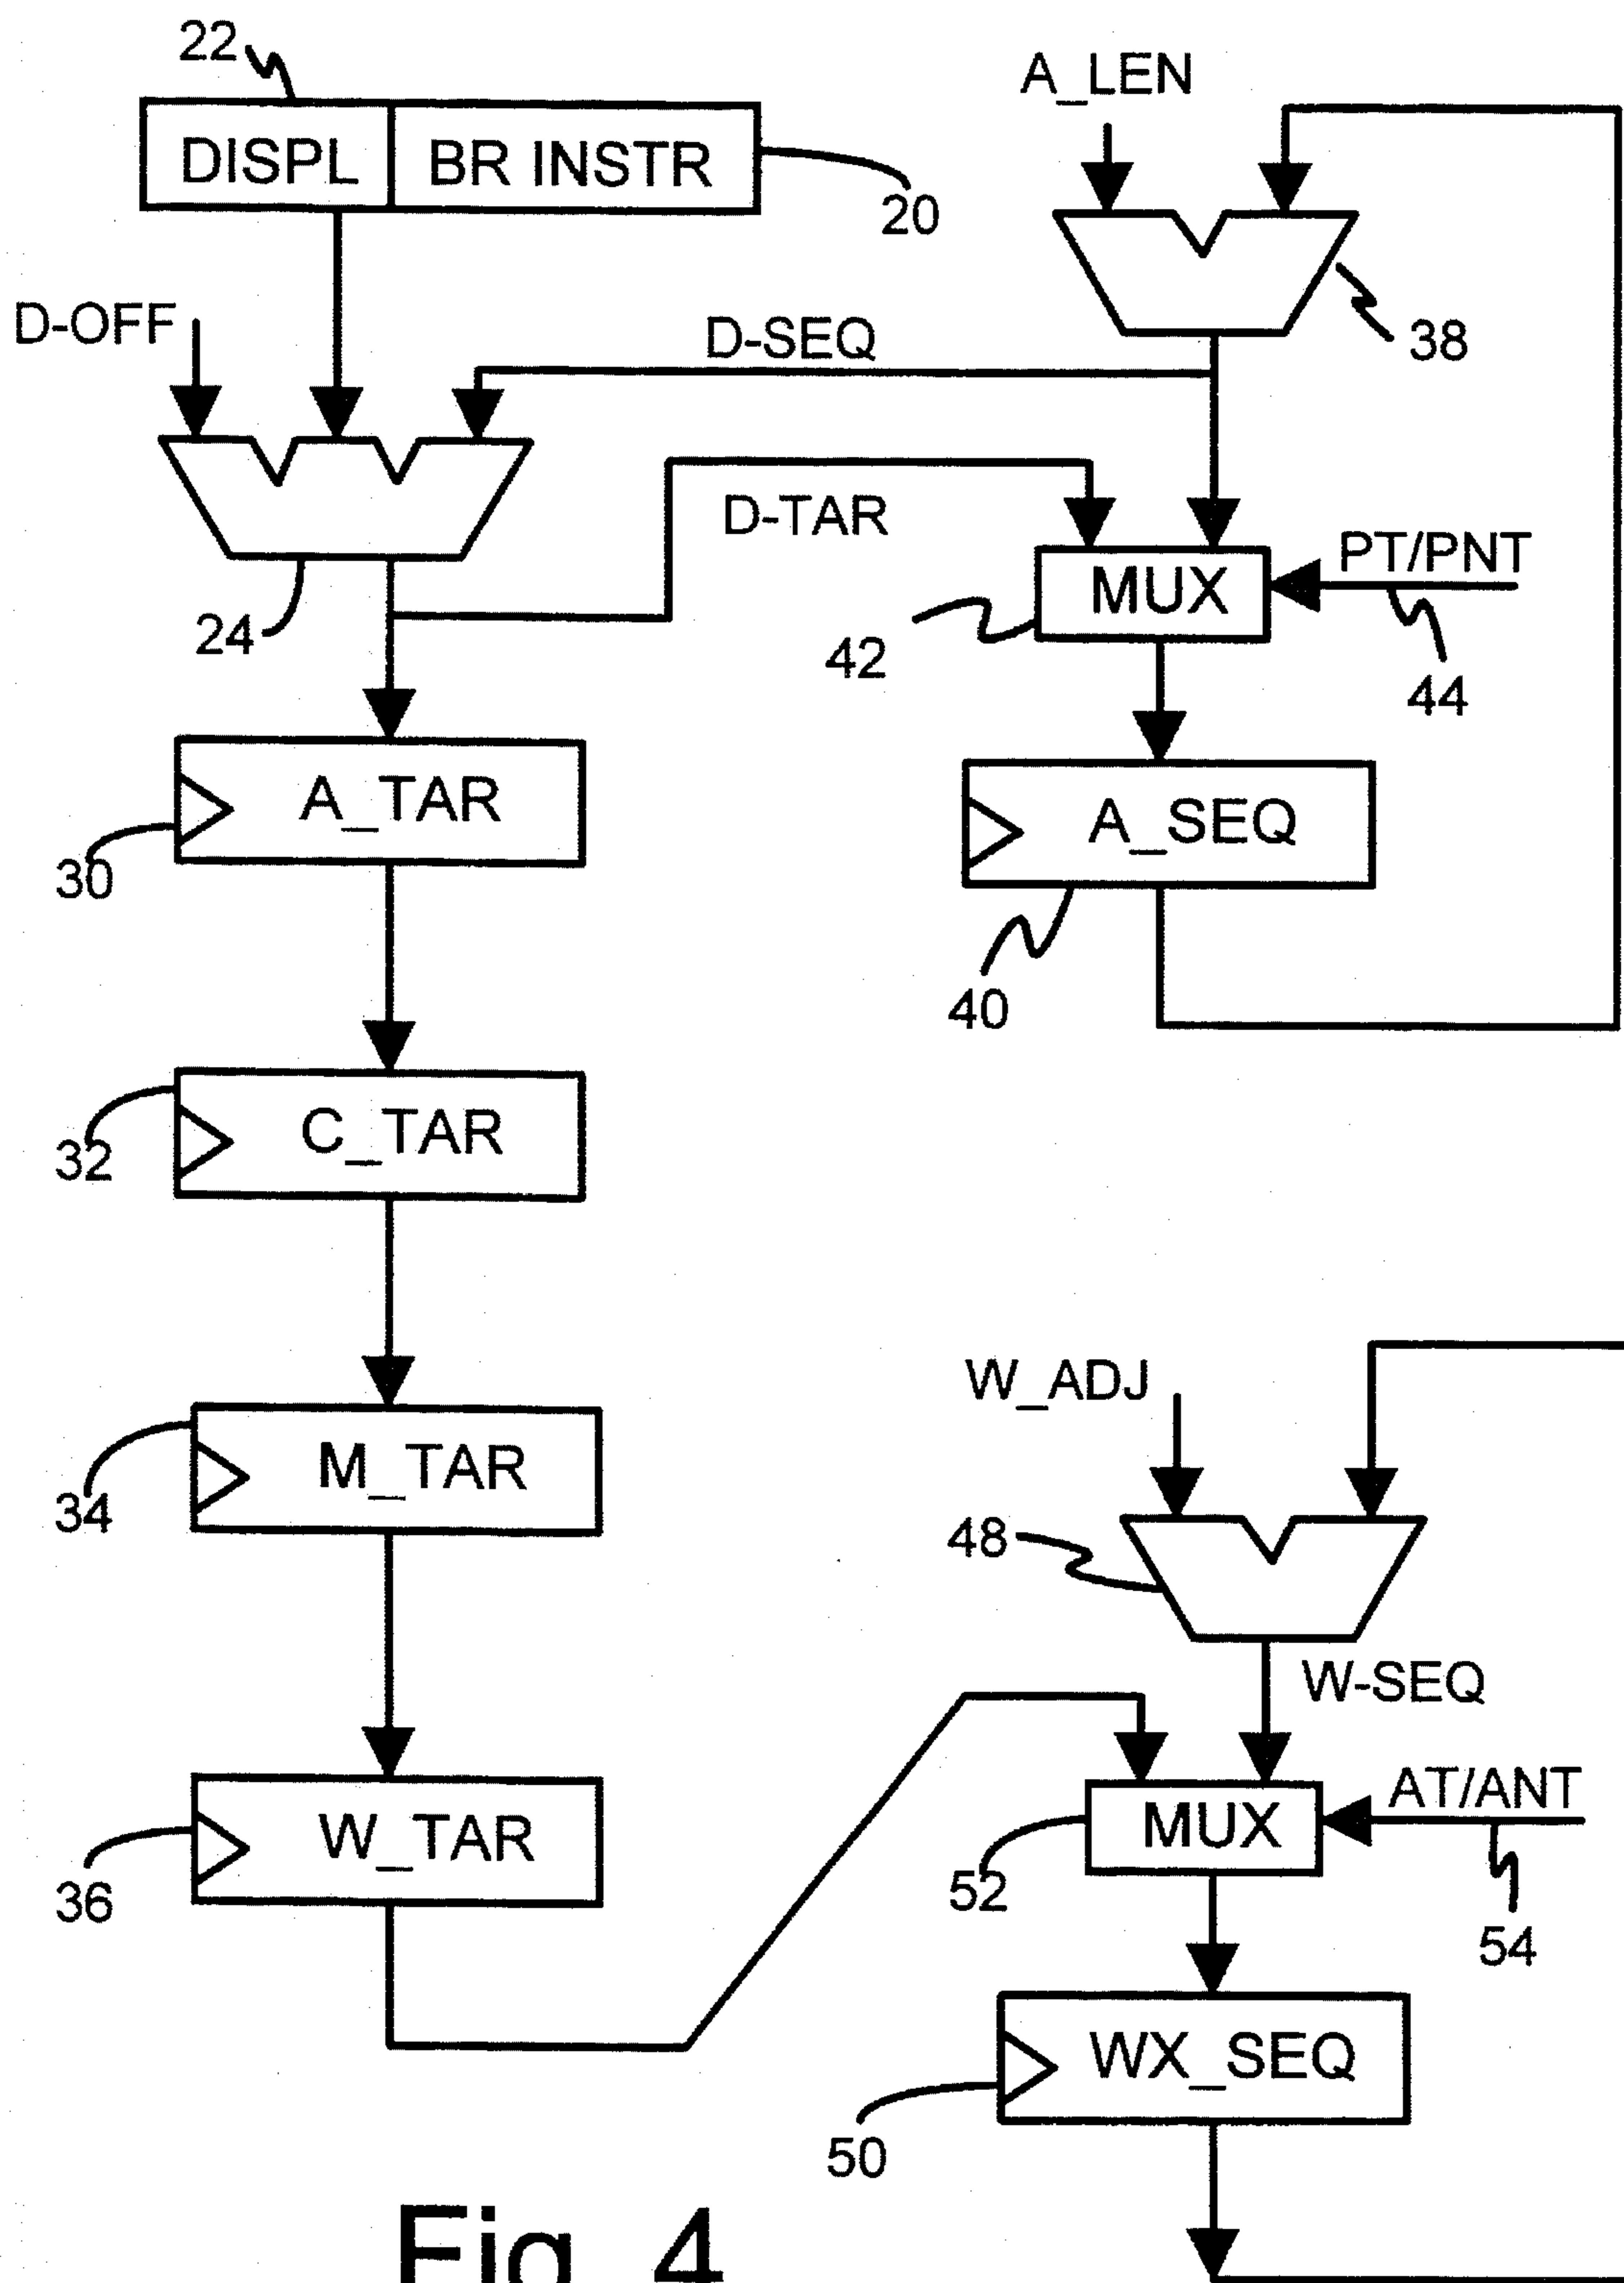 22
A_LEN
DISPL BR INSTR
20
D-OFF
D-SEQ
38
D-TAR
PT/PNT
MUX
24
42
44
A_TAR
A_SEQ
30
40
C_TAR
32
W_ADJ
M_TAR
34
48
W-SEQ
AT/ANT
W_TAR
MUX
36
52
54
WX_SEQ
50
Fig. 4